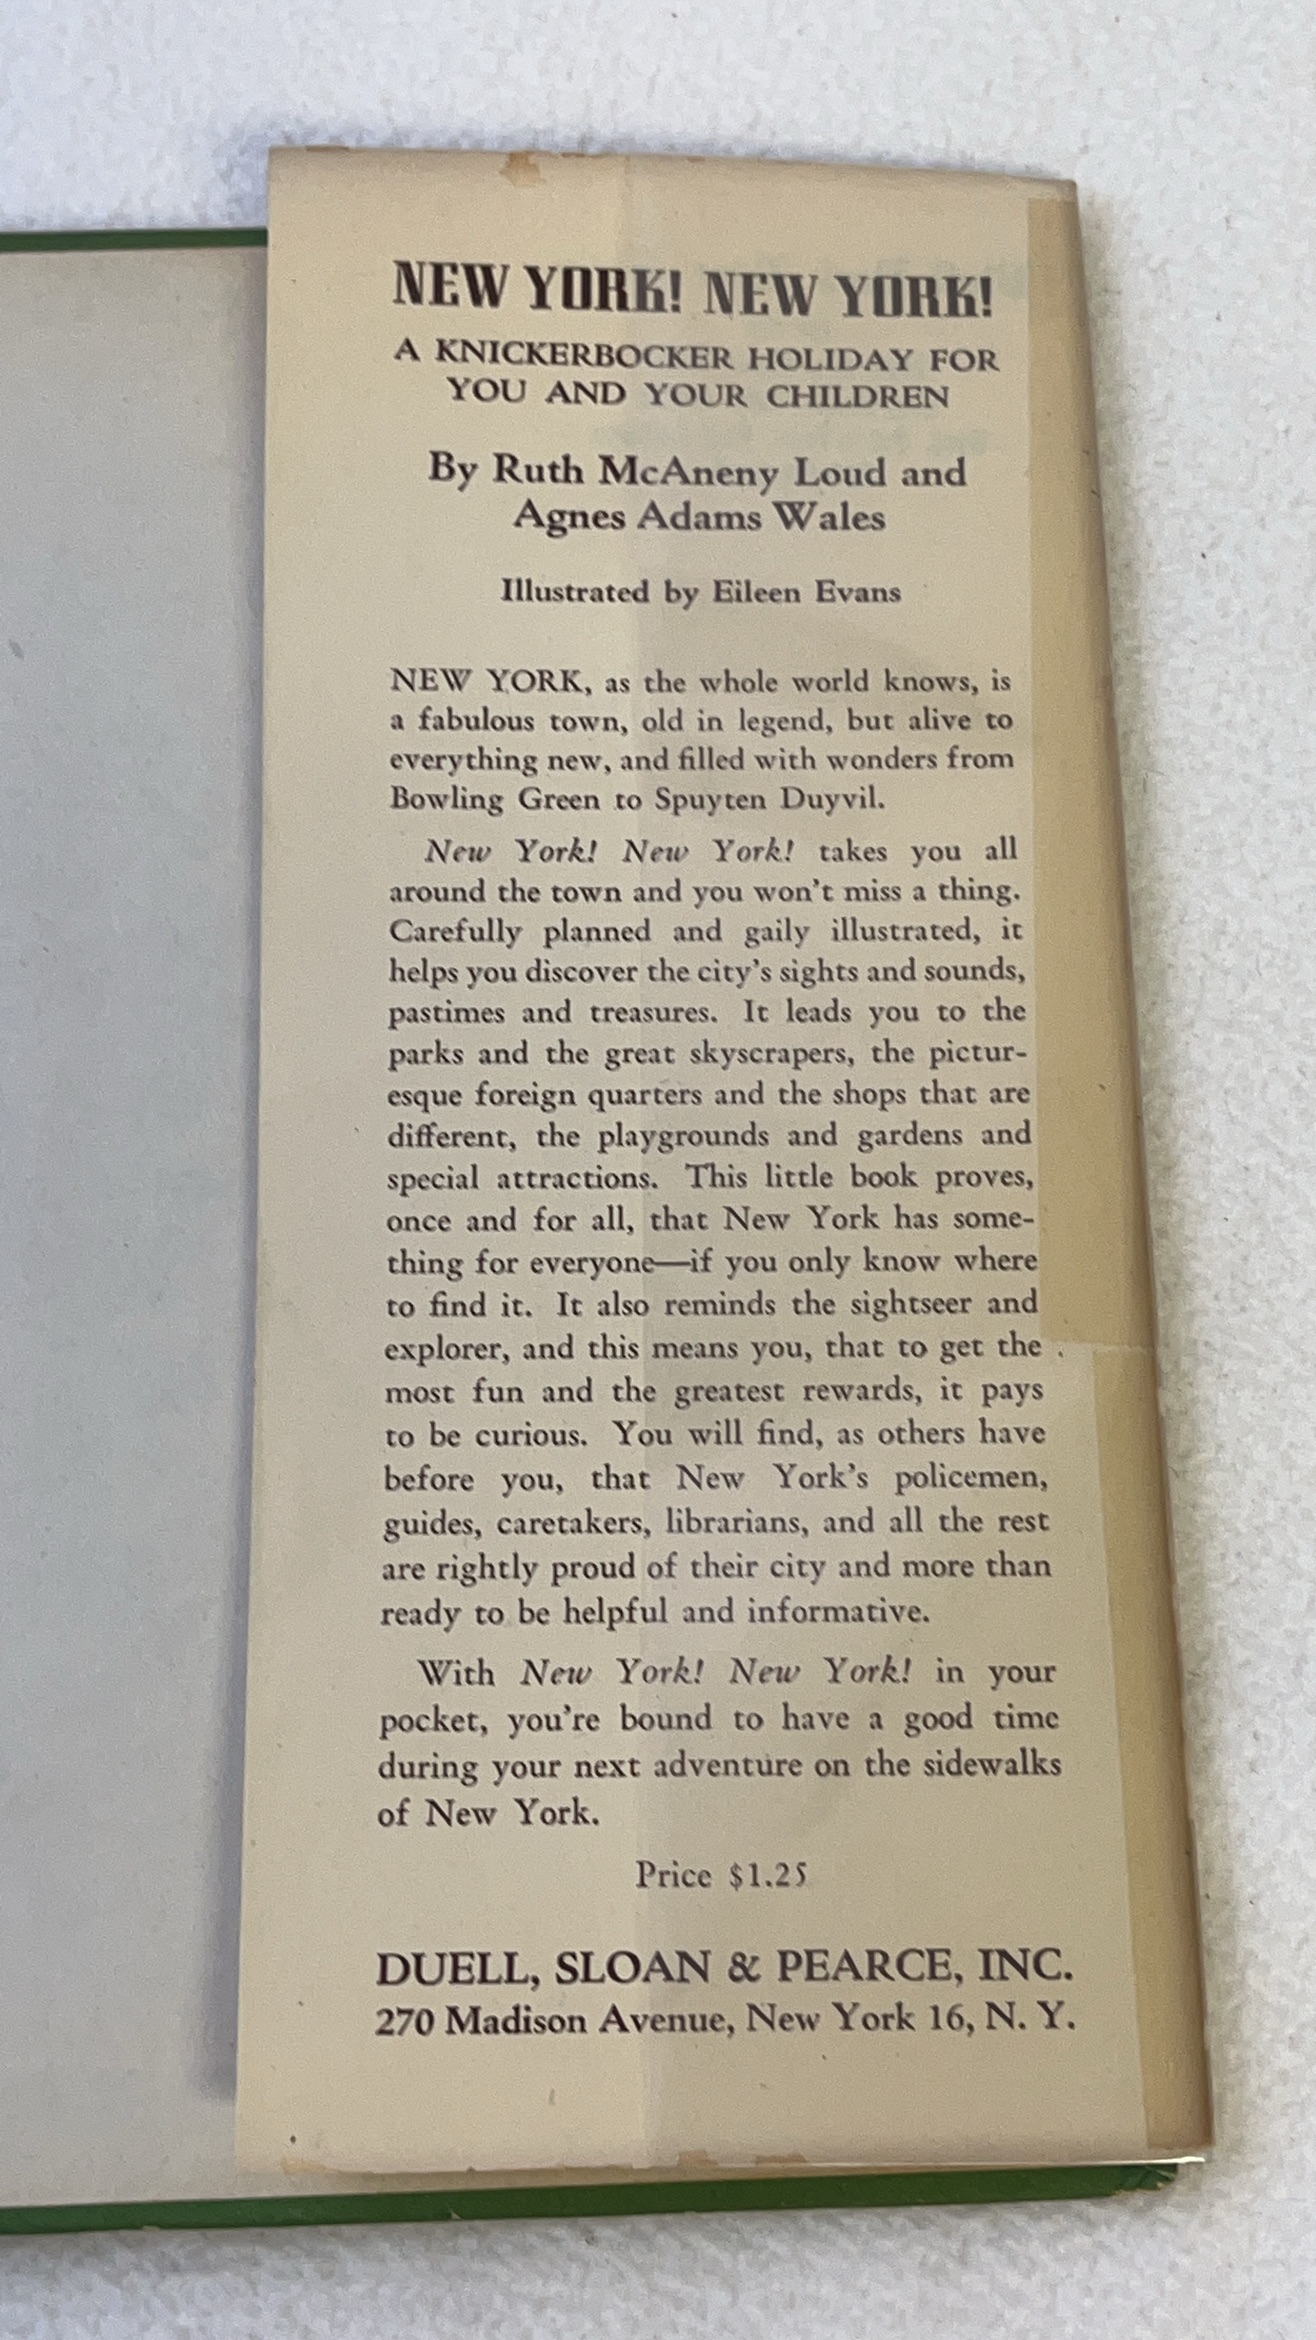 NEW YORK! NEW YORK!
A KNICKERBOCKER HOLIDAY FOR
YOU AND YOUR CHILDREN
By Ruth McAneny Loud and
Agnes Adams Wales
Illustrated by Eileen Evans
NEW YORK, as the whole world knows, is
a fabulous town, old in legend, but alive to
everything new, and filled with wonders from
Bowling Green to Spuyten Duyvil.
New York! New York! takes you all
around the town and you won't miss a thing.
Carefully planned and gaily illustrated, it
helps you discover the city's sights and sounds,
pastimes and treasures. It leads you to the
parks and the great skyscrapers, the pictur-
esque foreign quarters and the shops that are
different, the playgrounds and gardens and
special attractions. This little book proves,
once and for all, that New York has some-
thing for everyone—if you only know where
to find it. It also reminds the sightseer and
explorer, and this means you, that to get the
most fun and the greatest rewards, it pays
to be curious. You will find, as others have
before you, that New York's policemen,
guides, caretakers, librarians, and all the rest
are rightly proud of their city and more than
ready to be helpful and informative.
With New York! New York! in your
pocket, you're bound to have a good time
during your next adventure on the sidewalks
of New York.
Price $1.25
DUELL, SLOAN & PEARCE, INC.
270 Madison Avenue, New York 16, N. Y.